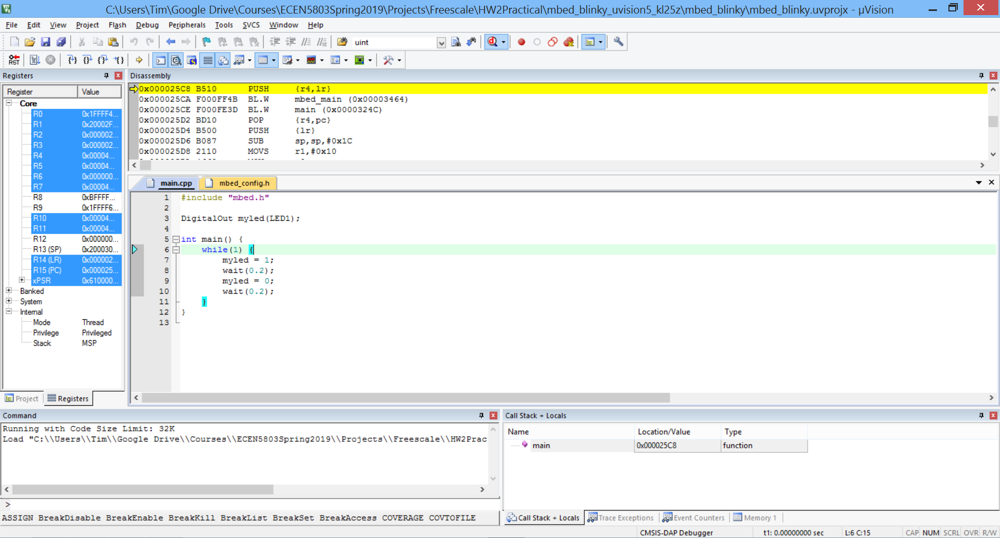 C:\Users\Tim\Google Drive\Courses\ECEN5803Spring2019\Projects\Freescale\HW2Practical\mbed_blinky_uvision5_kl25z\mbed_blinky\mbed_blinky.uvprojx - µVision
File Edit View Project Flash Debug Peripherals Tools SVCS Window Help
uint
RST
Registers
Register Value
Core
R0 0x1FFFF4...
R1 0x20002F...
R2 0x000002...
R3 0x000002...
R4 0x00004...
R5 0x00004...
R6 0x000000...
R7 0x00004...
R8 0xBFFFF...
R9 0x1FFFF6...
R10 0x00004...
R11 0x00004...
R12 0x000000...
R13 (SP) 0x200030...
R14 (LR) 0x000002...
R15 (PC) 0x000025...
xPSR 0x610000...
Banked
System
Internal
Mode Thread
Privilege Privileged
Stack MSP
Project Registers
Disassembly
0x000025C8 B510 PUSH {r4,lr}
0x000025CA F000FF4B BL.W mbed_main (0x00003464)
0x000025CE F000FE3D BL.W main (0x0000324C)
0x000025D2 BD10 POP {r4,pc}
0x000025D4 B500 PUSH {lr}
0x000025D6 B087 SUB sp,sp,#0x1C
0x000025D8 2110 MOVS r1,#0x10
main.cpp mbed_config.h
1 #include "mbed.h"
2
3 DigitalOut myled(LED1);
4
5 int main() {
6 while(1) {
7 myled = 1;
8 wait(0.2);
9 myled = 0;
10 wait(0.2);
11 }
12 }
13
Command
Running with Code Size Limit: 32K
Load "C:\\Users\\Tim\\Google Drive\\Courses\\ECEN5803Spring2019\\Projects\\Freescale\\HW2Prac
>
ASSIGN BreakDisable BreakEnable BreakKill BreakList BreakSet BreakAccess COVERAGE COVTOFILE
Call Stack + Locals
Name Location/Value Type
main 0x000025C8 function
Call Stack + Locals Trace Exceptions Event Counters Memory 1
CMSIS-DAP Debugger t1: 0.00000000 sec L:6 C:15 CAP NUM SCRL OVR R/W